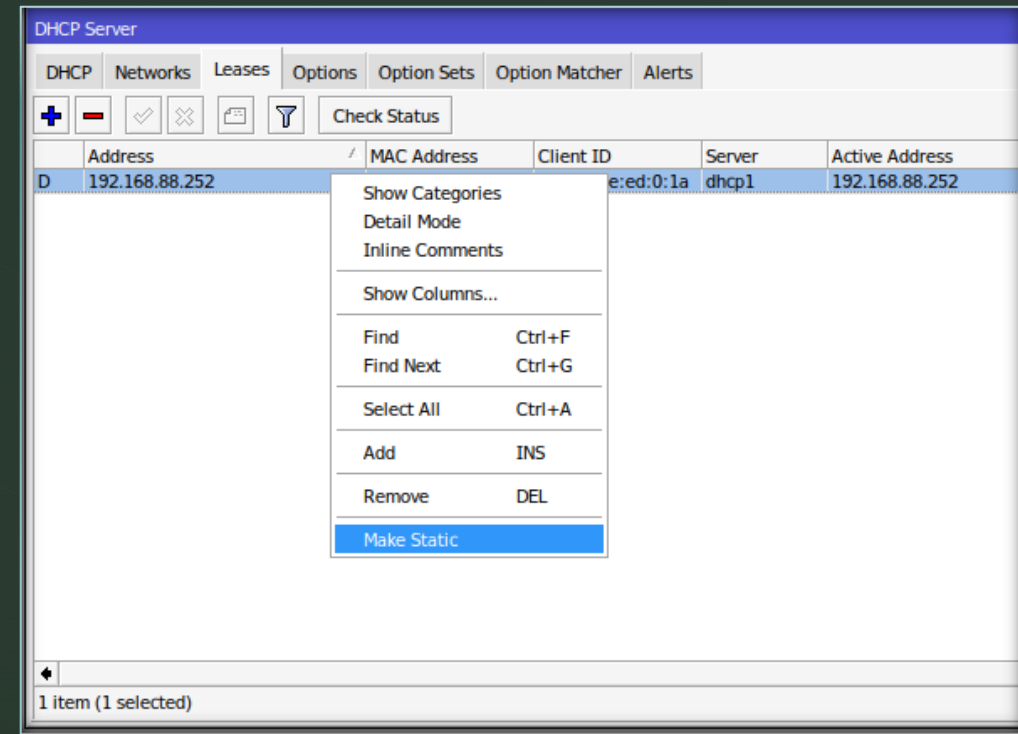 DHCP Server
DHCP Networks Leases Options Option Sets Option Matcher Alerts
Check Status
Address MAC Address Client ID Server Active Address
D 192.168.88.252 e:ed:0:1a dhcp1 192.168.88.252
Show Categories
Detail Mode
Inline Comments
Show Columns...
Find Ctrl+F
Find Next Ctrl+G
Select All Ctrl+A
Add INS
Remove DEL
Make Static
1 item (1 selected)